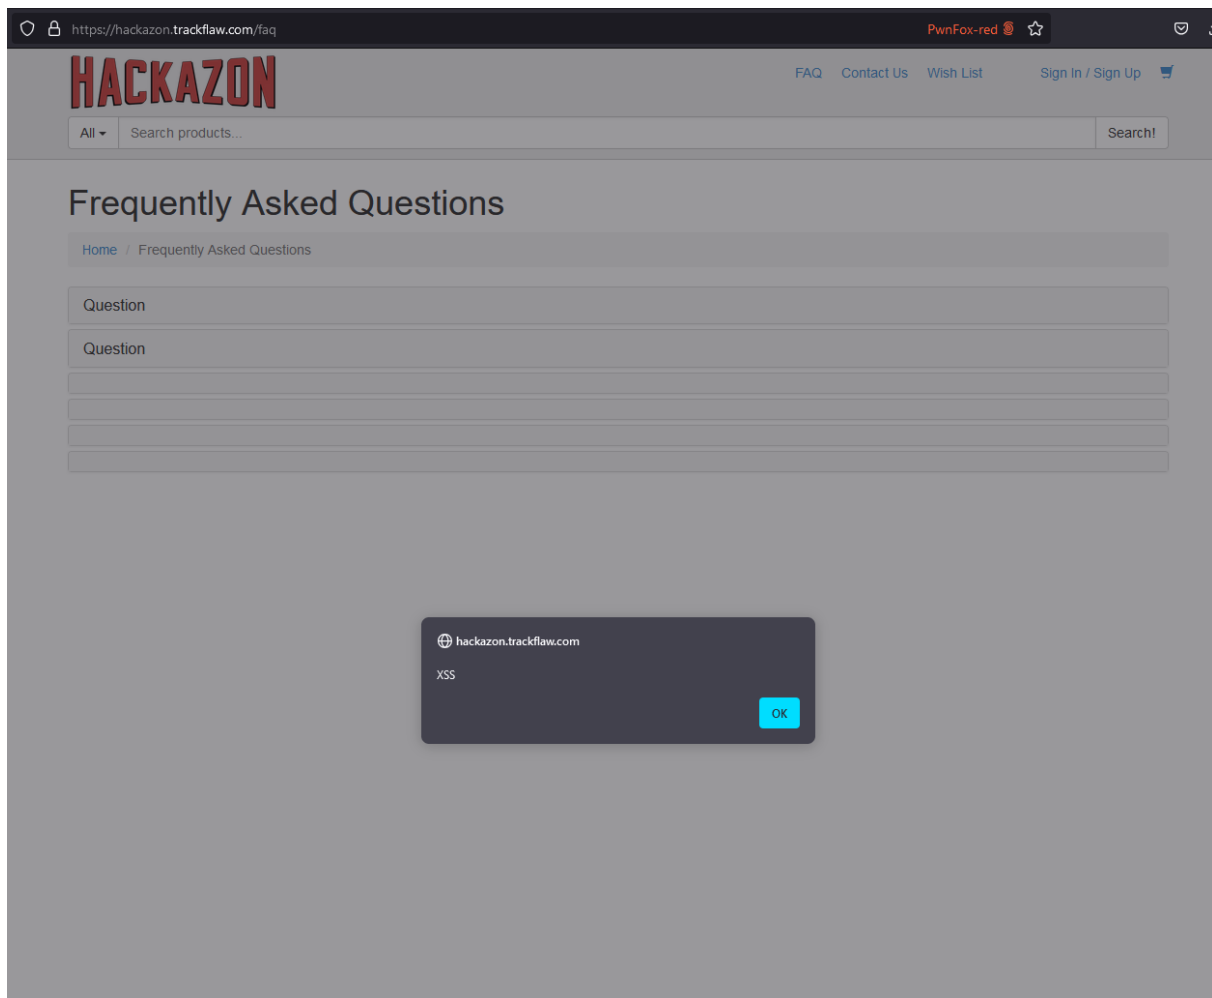 https://hackazon.trackflaw.com/faq PwnFox-red
HACKAZON
FAQ Contact Us Wish List Sign In / Sign Up
All Search products... Search!
Frequently Asked Questions
Home / Frequently Asked Questions
Question
Question
hackazon.trackflaw.com
XSS
OK